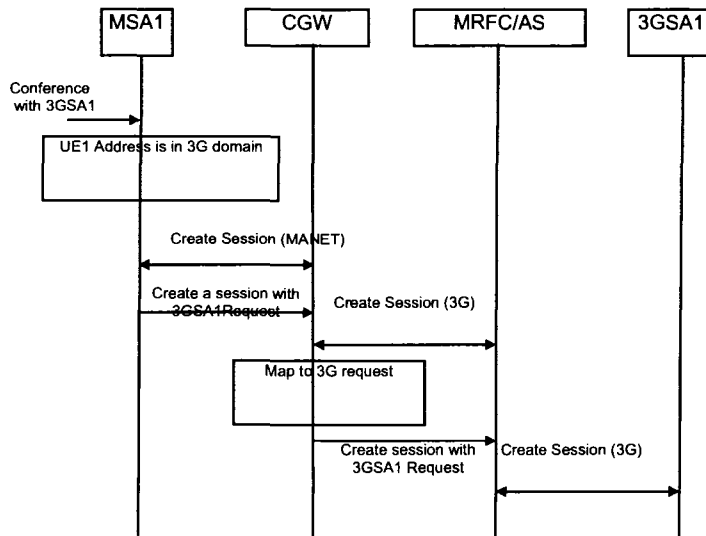 MSA1
CGW
MRFC/AS
3GSA1
Conference
with 3GSA1
UE1 Address is in 3G domain
Create Session (MANET)
Create a session with
3GSA1Request
Create Session (3G)
Map to 3G request
Create session with
3GSA1 Request
Create Session (3G)